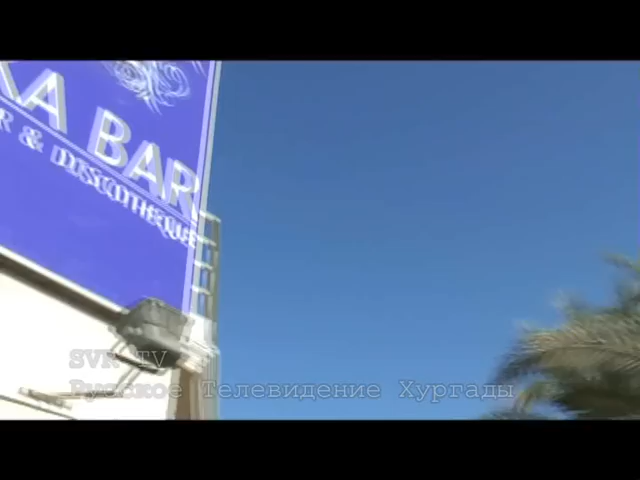 KA BAR
R & DISCOTHEQUE
SVR TV
Русское Телевидение Хургады